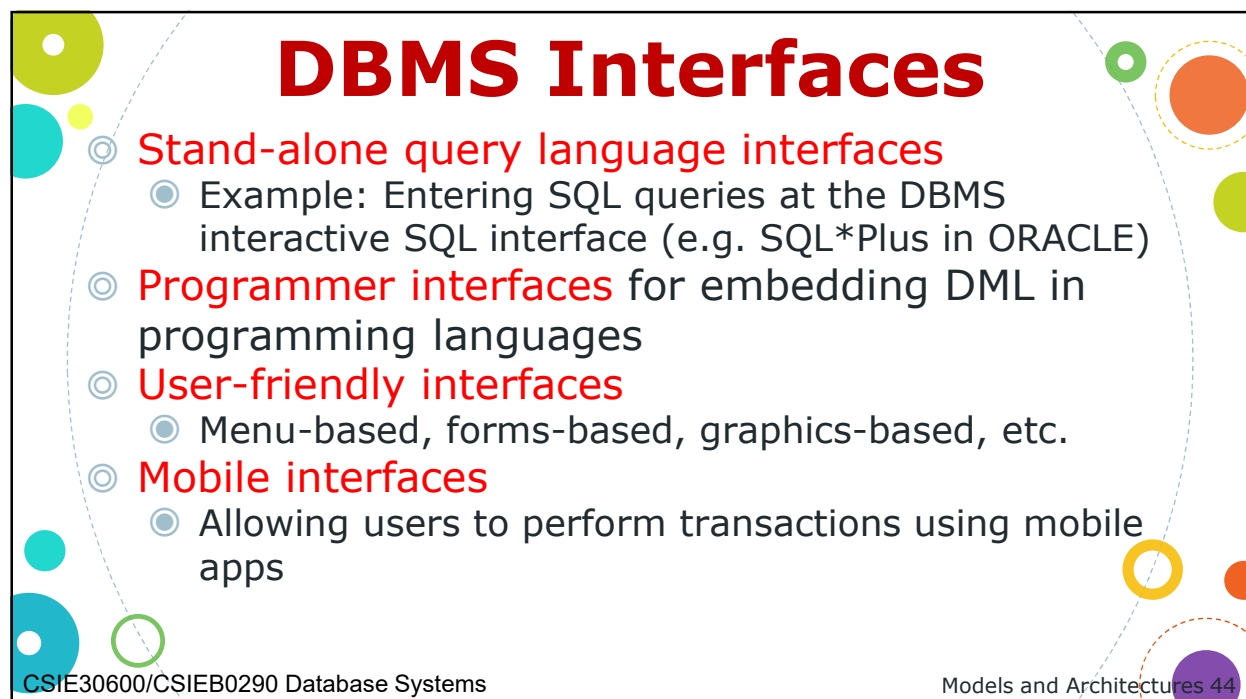 DBMS Interfaces
Stand-alone query language interfaces
Example: Entering SQL queries at the DBMS
interactive SQL interface (e.g. SQL*Plus in ORACLE)
Programmer interfaces for embedding DML in
programming languages
User-friendly interfaces
Menu-based, forms-based, graphics-based, etc.
Mobile interfaces
Allowing users to perform transactions using mobile
apps
CSIE30600/CSIEB0290 Database Systems
Models and Architectures 44